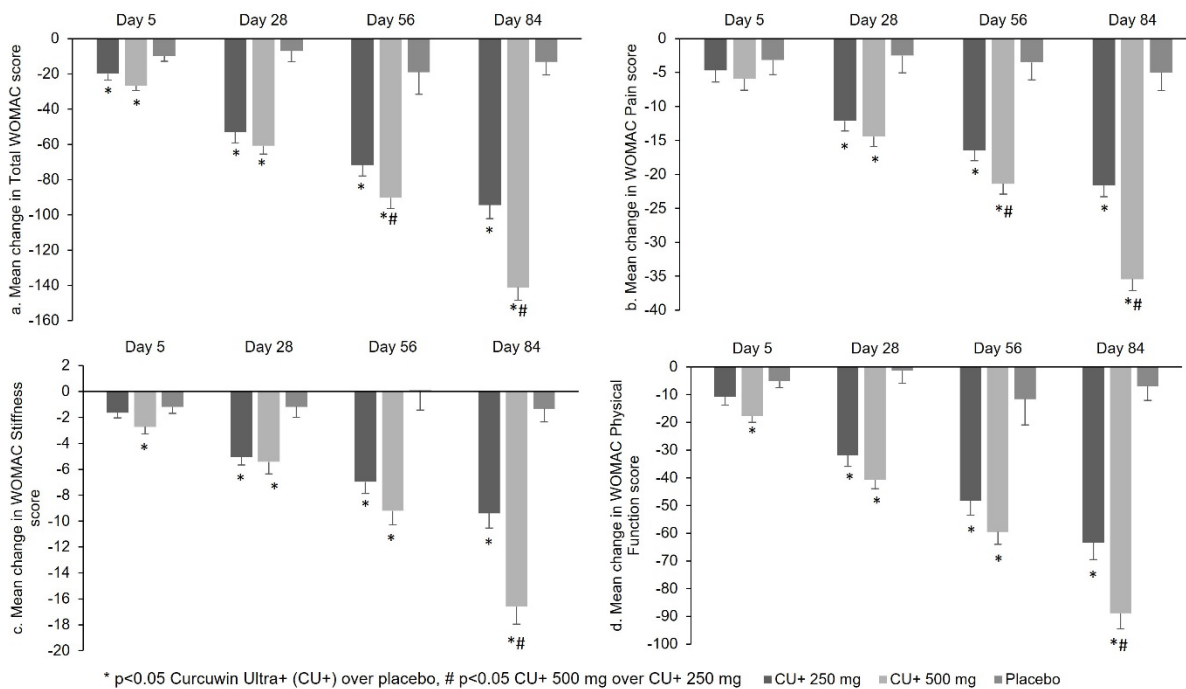 Day 5 Day 28 Day 56 Day 84
0
-20
-40
-60
-80
-100
-120
-140
-160
a. Mean change in Total WOMAC score
* * * * * *# * *#
Day 5 Day 28 Day 56 Day 84
0
-5
-10
-15
-20
-25
-30
-35
-40
b. Mean change in WOMAC Pain score
* * * *# * *#
Day 5 Day 28 Day 56 Day 84
2
0
-2
-4
-6
-8
-10
-12
-14
-16
-18
-20
c. Mean change in WOMAC Stiffness
score
* * * * * * *#
Day 5 Day 28 Day 56 Day 84
0
-10
-20
-30
-40
-50
-60
-70
-80
-90
-100
d. Mean change in WOMAC Physical
Function score
* * * * * * *#
* p<0.05 Curcuwin Ultra+ (CU+) over placebo, # p<0.05 CU+ 500 mg over CU+ 250 mg CU+ 250 mg CU+ 500 mg Placebo